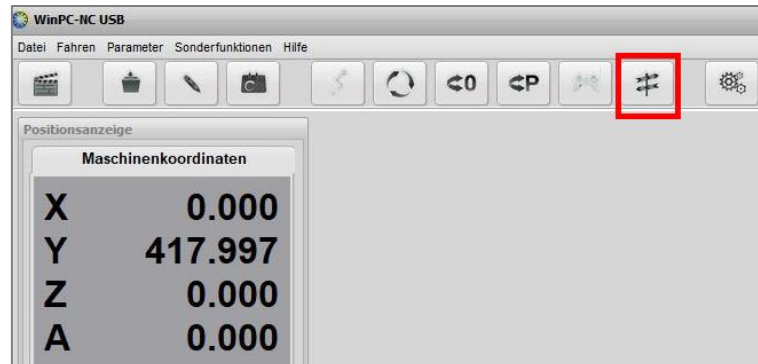 WinPC-NC USB
Datei Fahren Parameter Sonderfunktionen Hilfe
C 0 P
Positionsanzeige
Maschinenkoordinaten
X 0.000
Y 417.997
Z 0.000
A 0.000